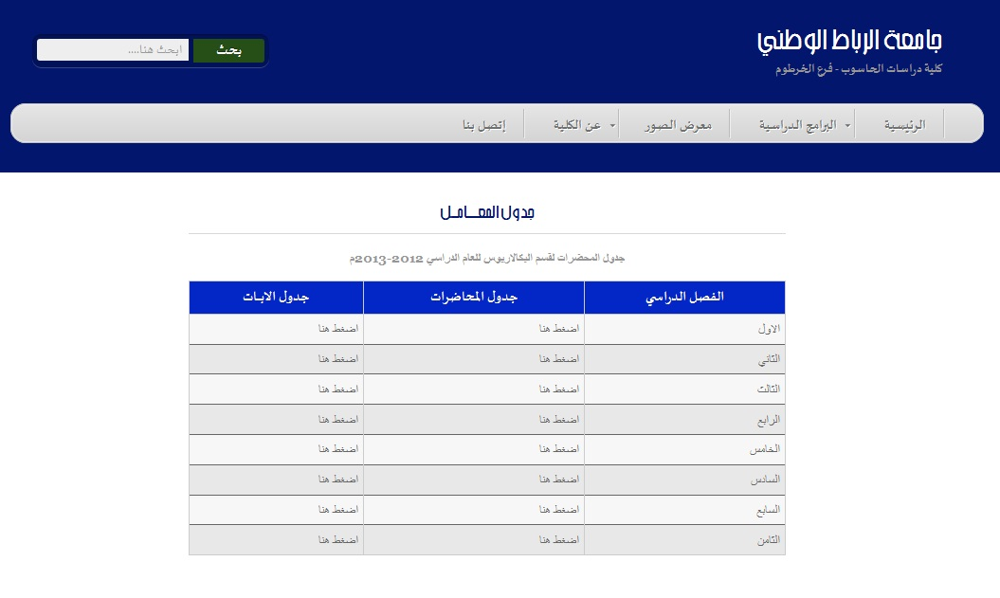 جامعة الرباط الوطني
كلية دراسات الحاسوب - فرع الخرطوم
بحث ابحث هنا....
الرئيسية البرامج الدراسية معرض الصور عن الكلية إتصل بنا
جدول المعـــامــل
جدول المحضرات لقسم البكالاريوس للعام الدراسي 2012-2013م
الفصل الدراسي جدول المحاضرات جدول الابات
الاول اضغط هنا اضغط هنا
الثاني اضغط هنا اضغط هنا
الثالث اضغط هنا اضغط هنا
الرابع اضغط هنا اضغط هنا
الخامس اضغط هنا اضغط هنا
السادس اضغط هنا اضغط هنا
السابع اضغط هنا اضغط هنا
الثامن اضغط هنا اضغط هنا